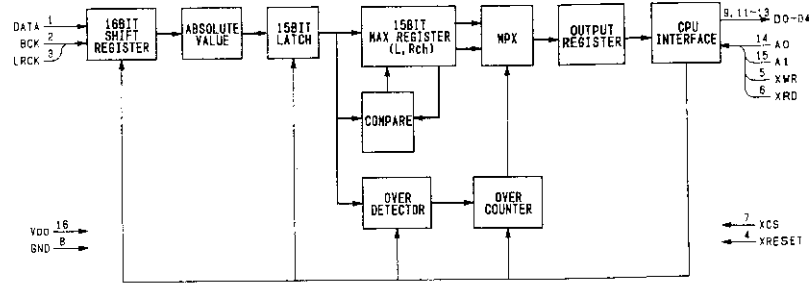 DATA 1
BCK 2
LRCK 3
16BIT
SHIFT
REGISTER
ABSOLUTE
VALUE
15BIT
LATCH
15BIT
MAX REGISTER
(L,Rch)
MPX
OUTPUT
REGISTER
CPU
INTERFACE
9,11~13 D0-D4
14 A0
15 A1
5 XWR
6 XRD
COMPARE
OVER
DETECTOR
OVER
COUNTER
VDD 16
GND 8
7 XCS
4 XRESET